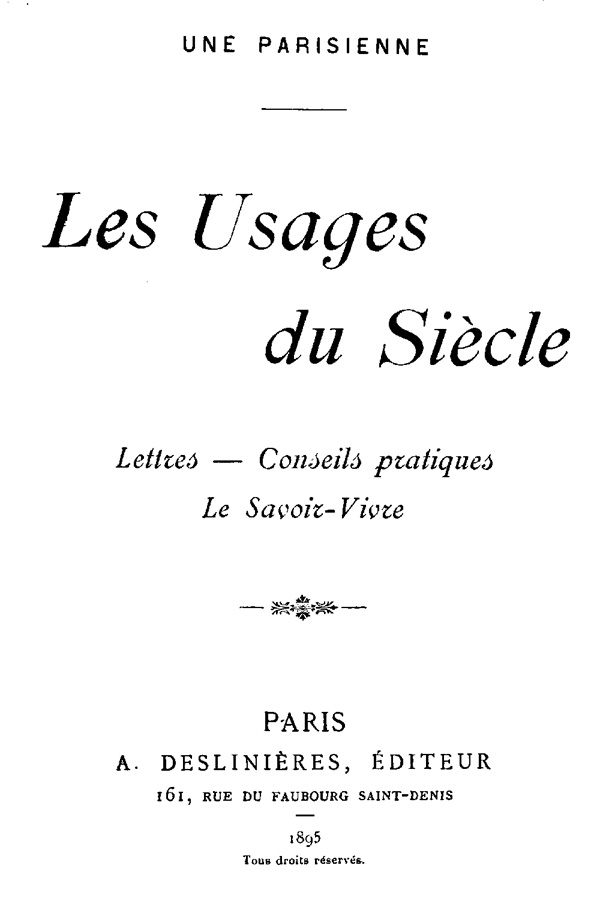 UNE PARISIENNE
Les Usages
du Siècle
Lettres — Conseils pratiques
Le Savoir-Vivre
PARIS
A. DESLINIÈRES, ÉDITEUR
161, RUE DU FAUBOURG SAINT-DENIS
1895
Tous droits réservés.